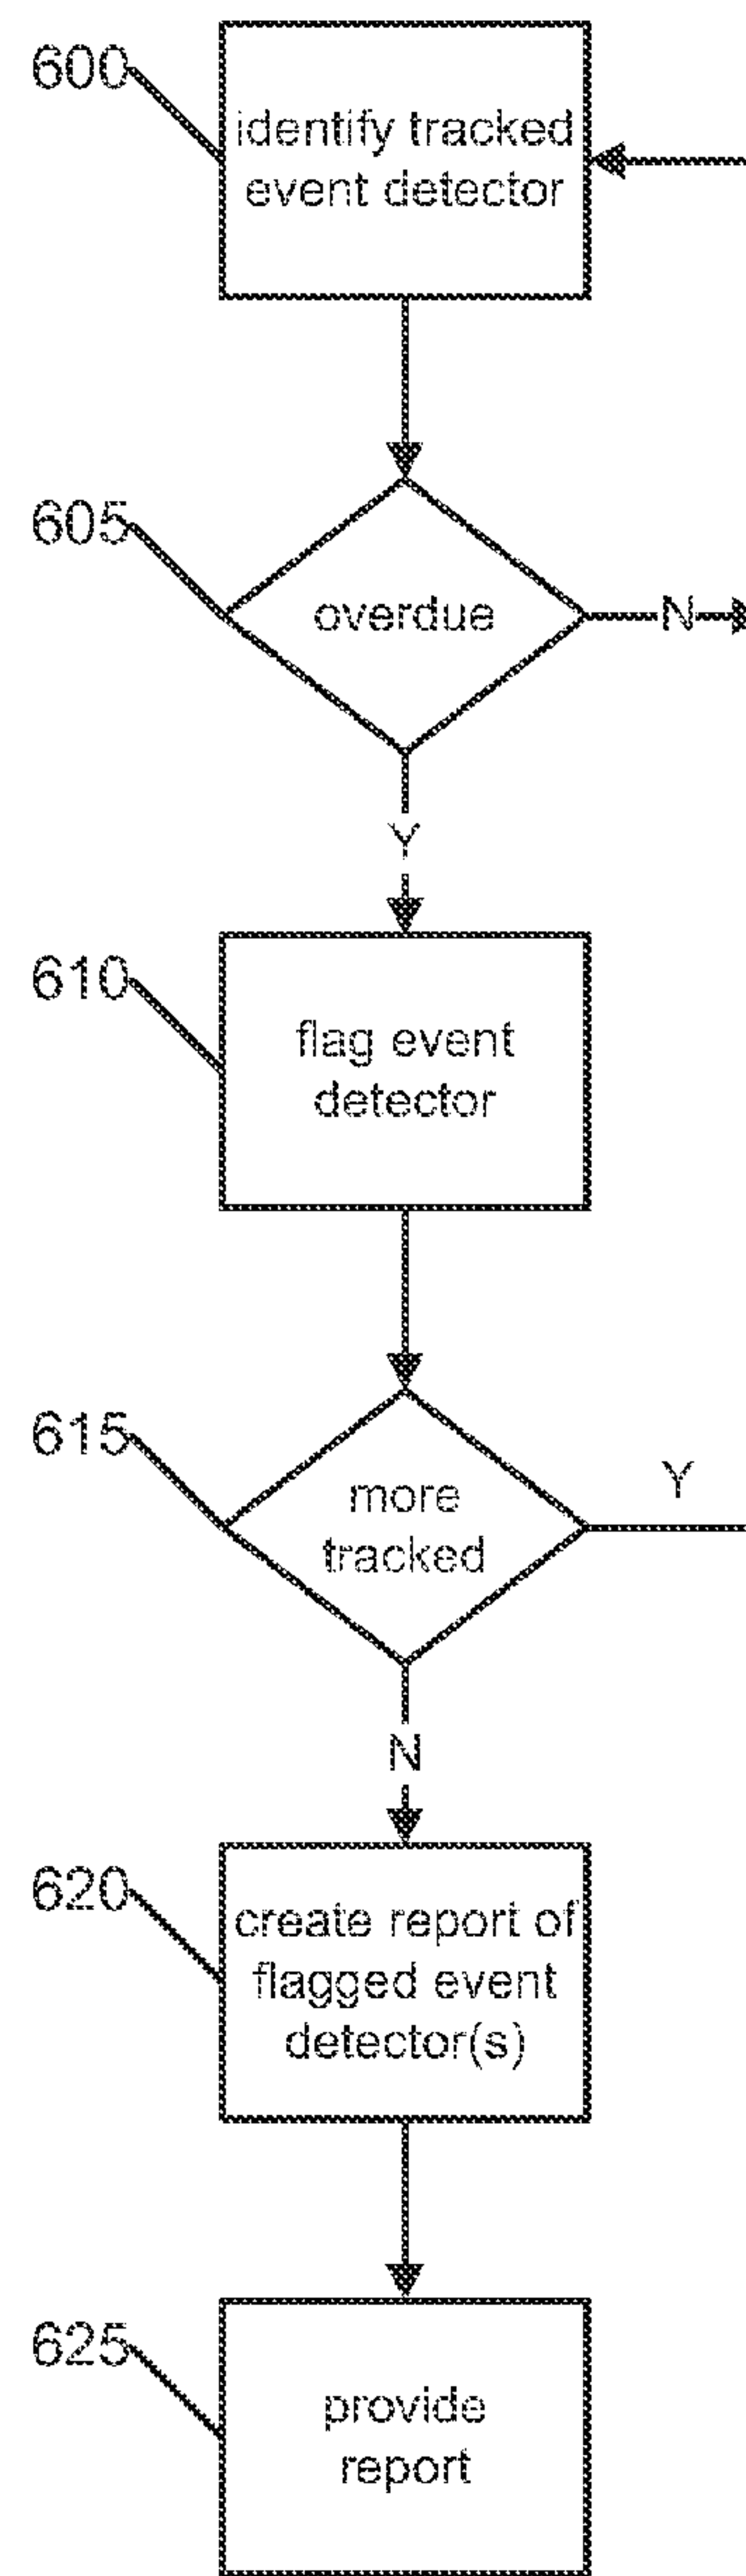 600
identify tracked
event detector
605
overdue
N
Y
610
flag event
detector
615
more
tracked
Y
N
620
create report of
flagged event
detector(s)
625
provide
report